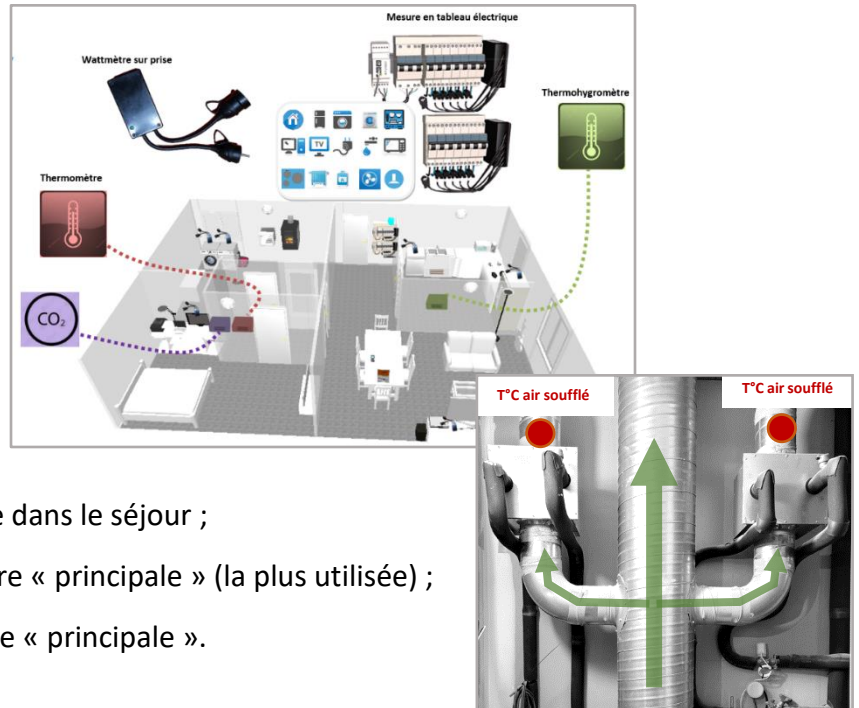 Mesure en tableau électrique
Wattmètre sur prise
Thermohygromètre
TV
Thermomètre
CO₂
T°C air soufflé
T°C air soufflé
dans le séjour ;
« principale » (la plus utilisée) ;
« principale ».